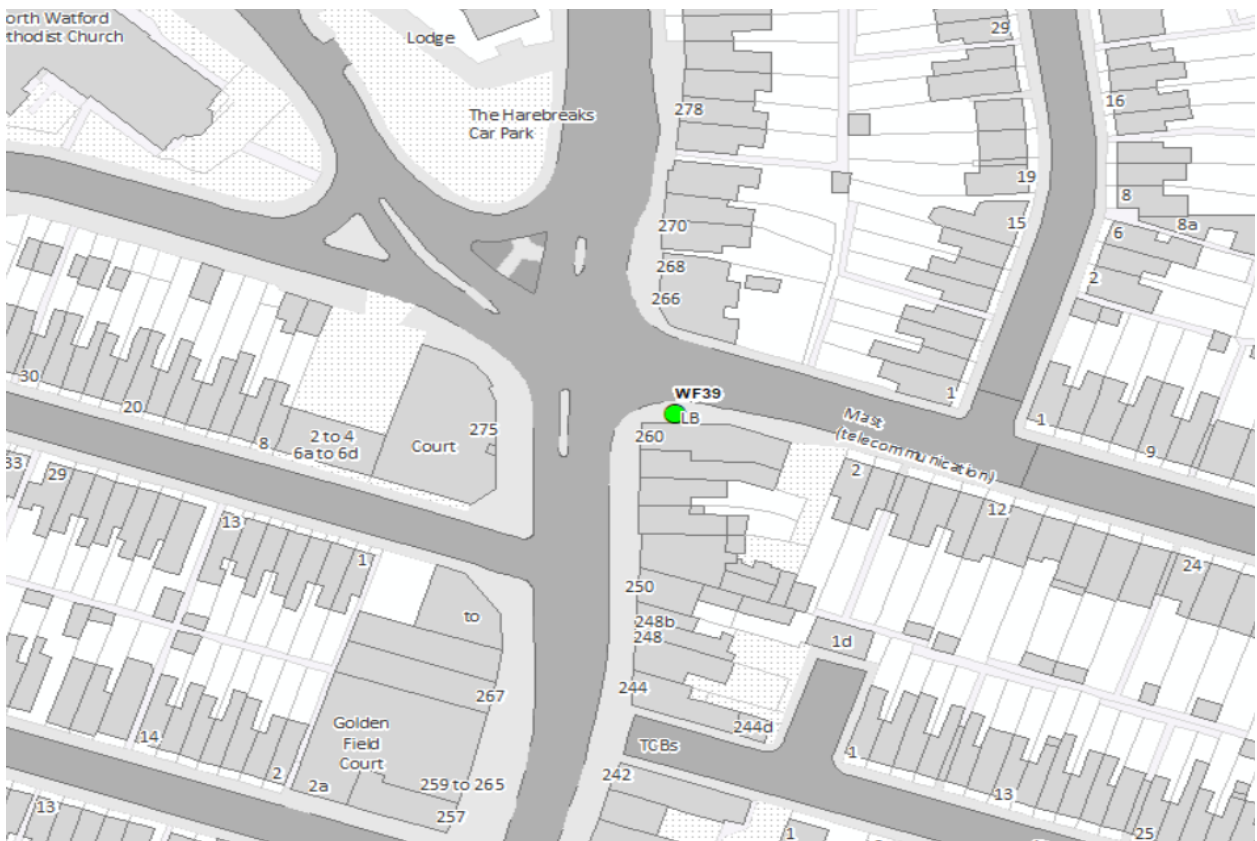 orth Watford
thodist Church
Lodge
29
The Harebreaks
Car Park
278
16
19
8
270
15
8a
6
268
2
266
30
20
1
WF39
LB
1
Mast
(telecommunication)
8
2 to 4
6a to 6d
275
Court
260
9
33
29
2
12
13
1
24
250
to
248b
248
1d
267
244
Golden
Field
Court
244d
14
TCBs
2
2a
259 to 265
242
1
13
257
13
1
25